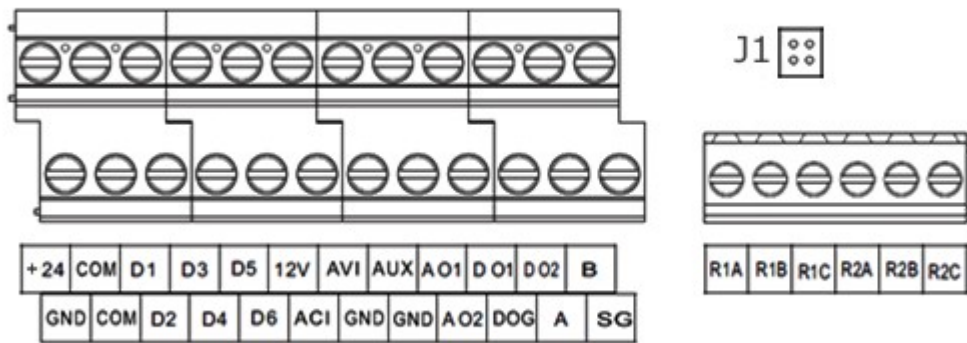 J1
+24 COM D1 D3 D5 12V AVI AUX AO1 DO1 DO2 B
R1A R1B R1C R2A R2B R2C
GND COM D2 D4 D6 ACI GND GND AO2 DOG A SG